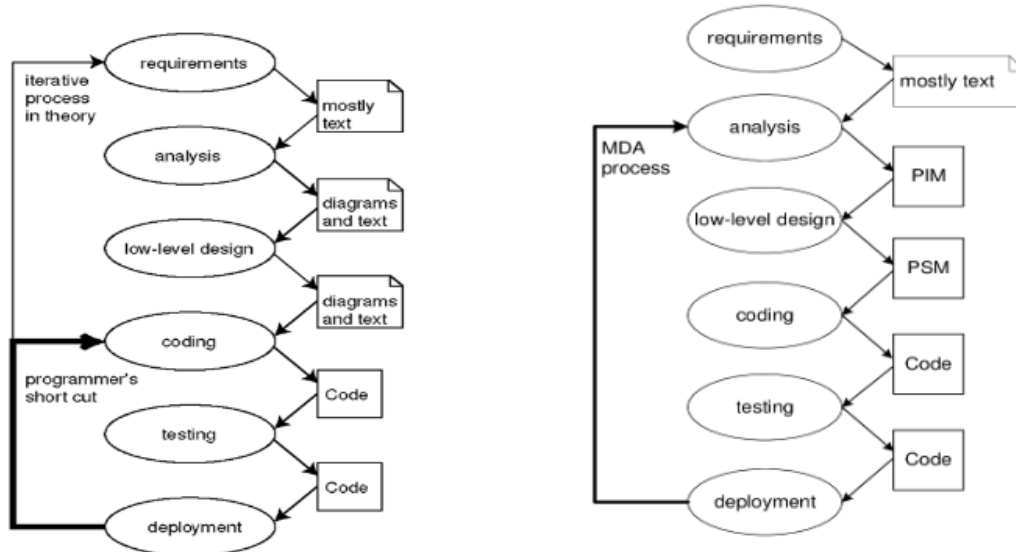 requirements
iterative
process
in theory
mostly
text
analysis
diagrams
and text
low-level design
diagrams
and text
coding
programmer's
short cut
Code
testing
Code
deployment
requirements
mostly text
analysis
MDA
process
PIM
low-level design
PSM
coding
Code
testing
Code
deployment